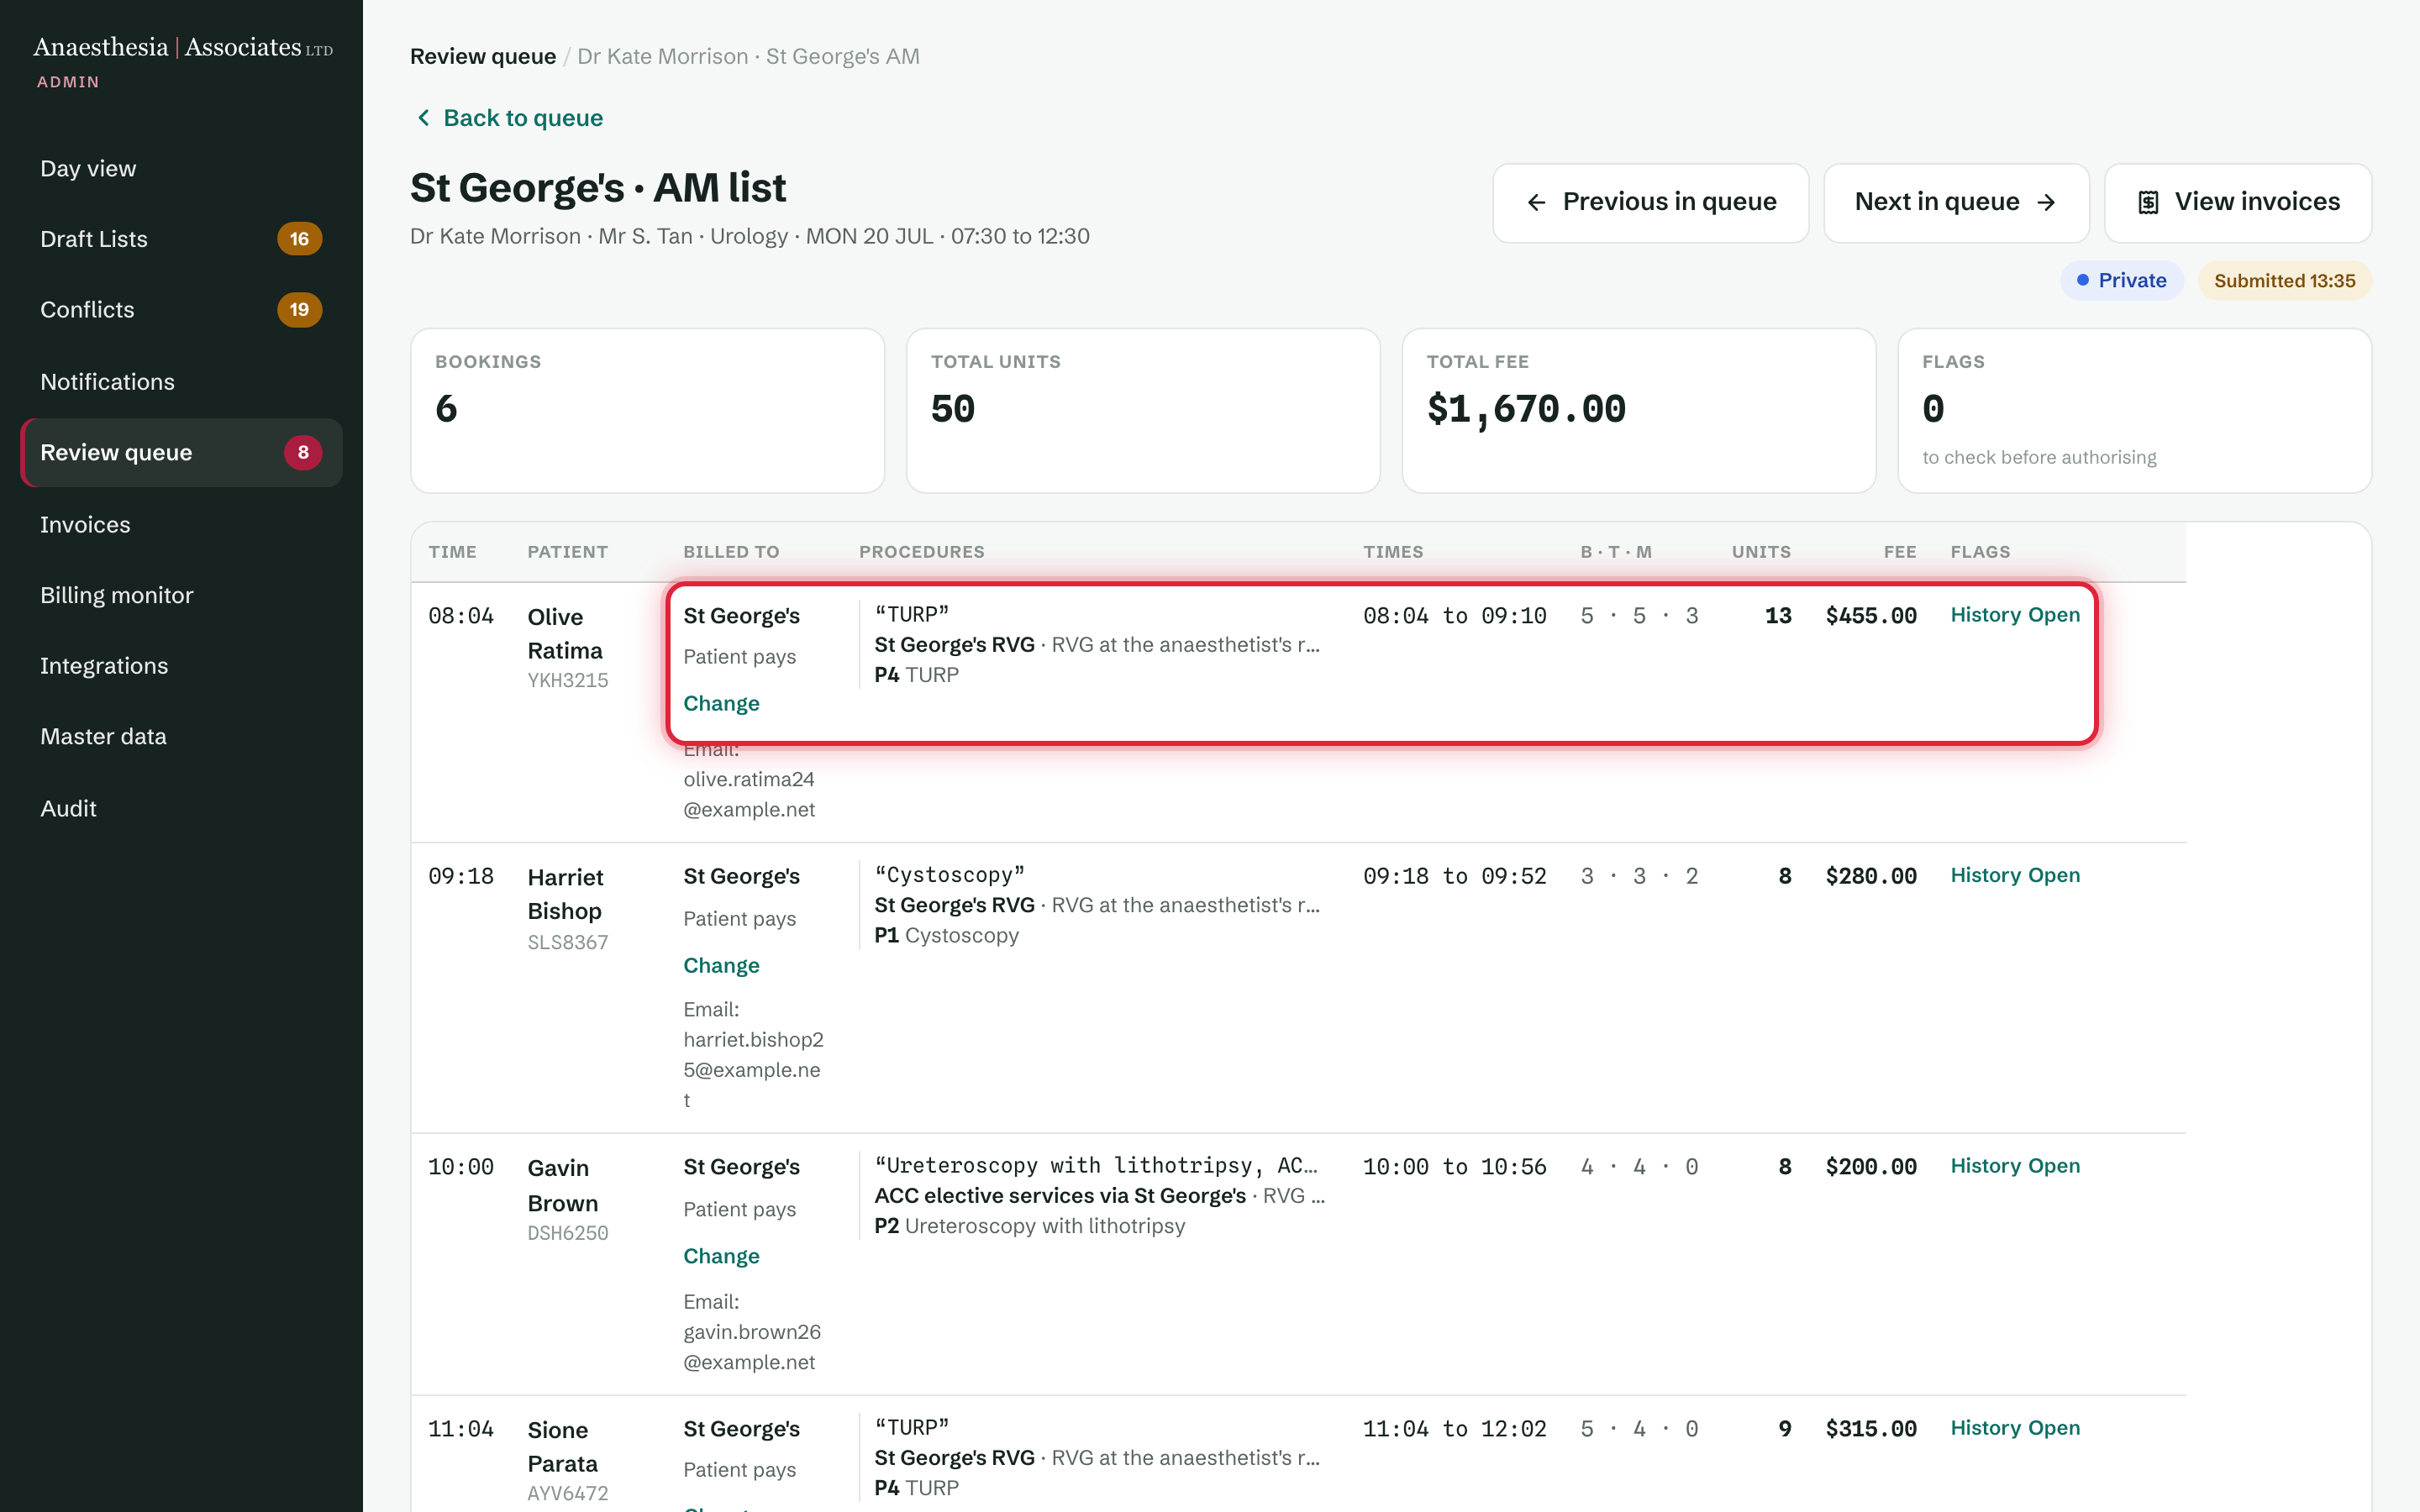 Anaesthesia | Associates LTD
ADMIN
Day view
Draft Lists 16
Conflicts 19
Notifications
Review queue 8
Invoices
Billing monitor
Integrations
Master data
Audit
Review queue / Dr Kate Morrison · St George's AM
Back to queue
St George's · AM list
Dr Kate Morrison · Mr S. Tan · Urology · MON 20 JUL · 07:30 to 12:30
← Previous in queue
Next in queue →
View invoices
Private
Submitted 13:35
BOOKINGS
6
TOTAL UNITS
50
TOTAL FEE
$1,670.00
FLAGS
0
to check before authorising
TIME PATIENT BILLED TO PROCEDURES TIMES B · T · M UNITS FEE FLAGS
08:04
Olive
Ratima
YKH3215
St George's
Patient pays
Change
Email:
olive.ratima24
@example.net
“TURP”
St George's RVG · RVG at the anaesthetist's r...
P4 TURP
08:04 to 09:10 5 · 5 · 3 13 $455.00 History Open
09:18
Harriet
Bishop
SLS8367
St George's
Patient pays
Change
Email:
harriet.bishop2
5@example.ne
t
“Cystoscopy”
St George's RVG · RVG at the anaesthetist's r...
P1 Cystoscopy
09:18 to 09:52 3 · 3 · 2 8 $280.00 History Open
10:00
Gavin
Brown
DSH6250
St George's
Patient pays
Change
Email:
gavin.brown26
@example.net
“Ureteroscopy with lithotripsy, AC...
ACC elective services via St George's · RVG ...
P2 Ureteroscopy with lithotripsy
10:00 to 10:56 4 · 4 · 0 8 $200.00 History Open
11:04
Sione
Parata
AYV6472
St George's
Patient pays
“TURP”
St George's RVG · RVG at the anaesthetist's r...
P4 TURP
11:04 to 12:02 5 · 4 · 0 9 $315.00 History Open